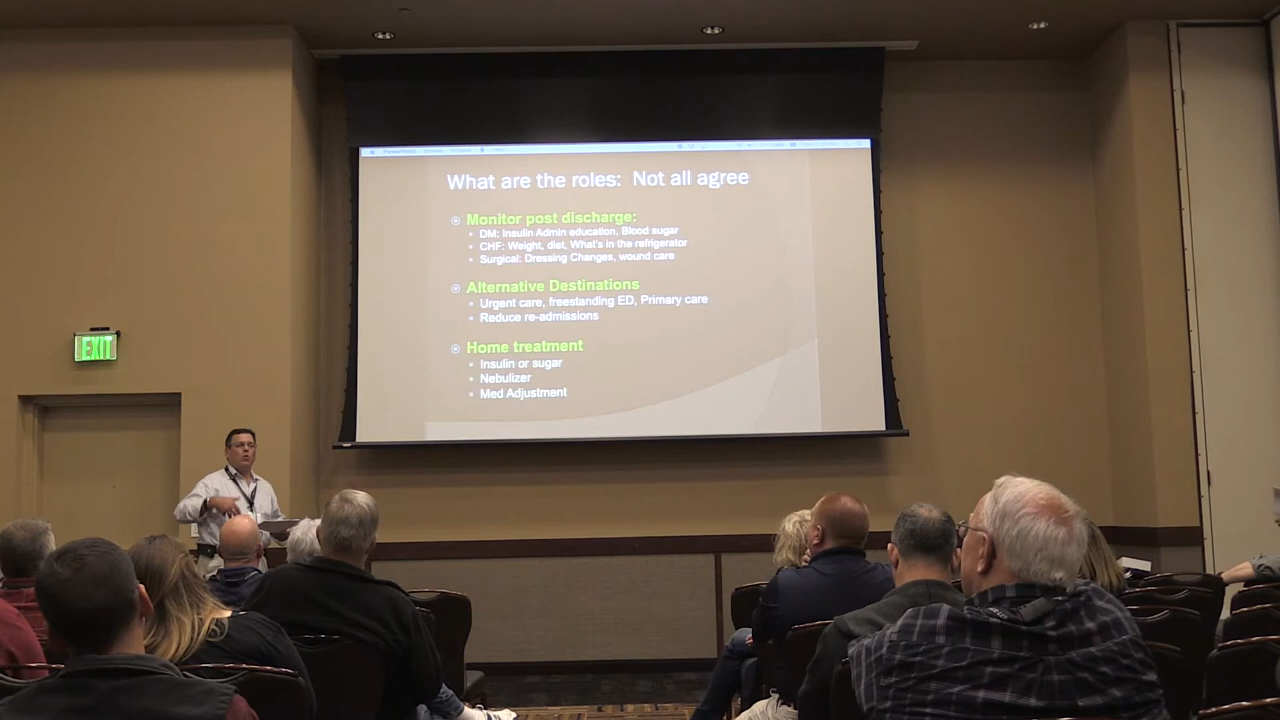 What are the roles: Not all agree
Monitor post discharge:
DM: Insulin Admin education, Blood sugar
CHF: Weight, diet, What's in the refrigerator
Surgical: Dressing Changes, wound care
Alternative Destinations
Urgent care, freestanding ED, Primary care
Reduce re-admissions
Home treatment
Insulin or sugar
Nebulizer
Med Adjustment
EXIT